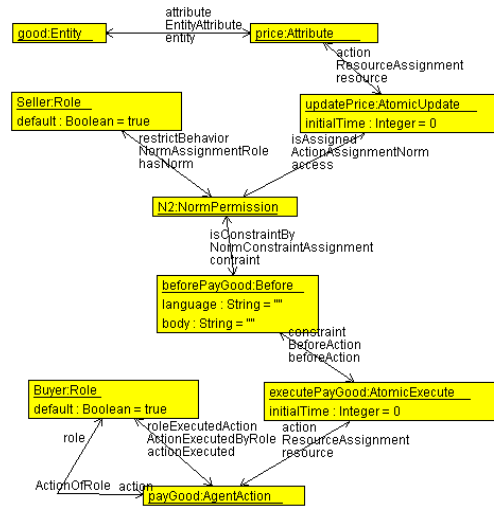 attribute
EntityAttribute
entity
good:Entity
price:Attribute
action
ResourceAssignment
resource
Seller:Role
default : Boolean = true
updatePrice:AtomicUpdate
initialTime : Integer = 0
restrictBehavior
NormAssignmentRole
hasNorm
isAssigned
ActionAssignmentNorm
access
N2:NormPermission
isConstraintBy
NormConstraintAssignment
contraint
beforePayGood:Before
language : String = ""
body : String = ""
constraint
BeforeAction
beforeAction
Buyer:Role
default : Boolean = true
executePayGood:AtomicExecute
initialTime : Integer = 0
roleExecutedAction
ActionExecutedByRole
actionExecuted
action
ResourceAssignment
resource
role
ActionOfRole
action
payGood:AgentAction